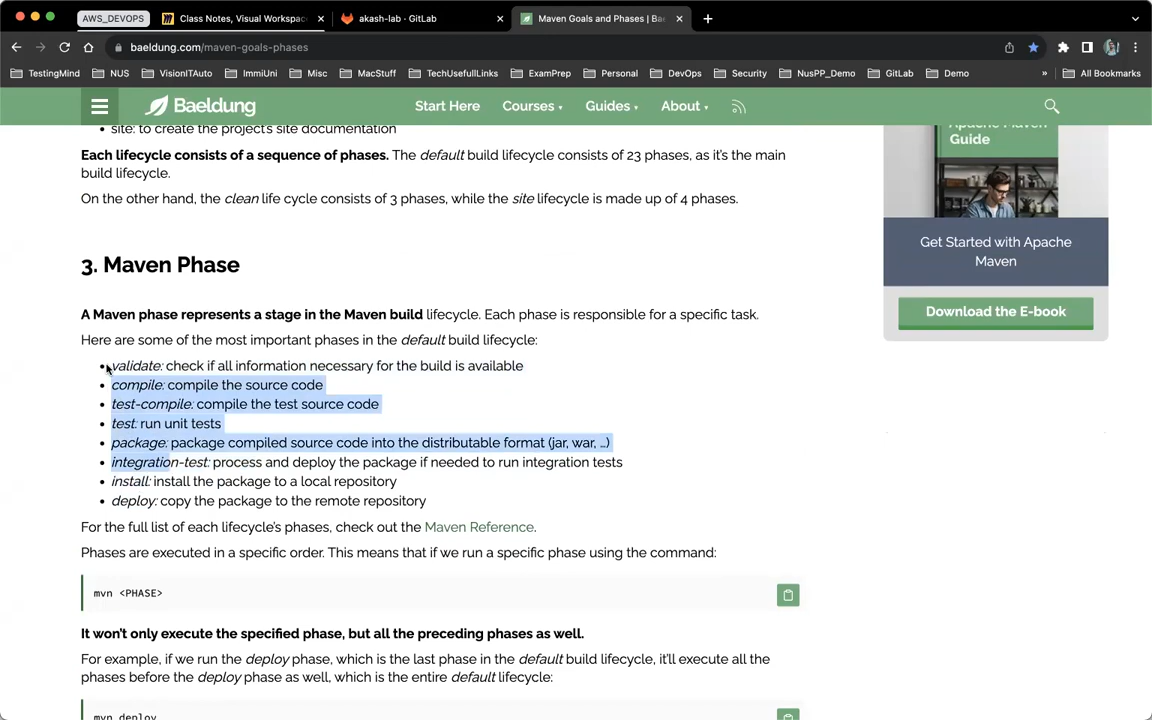 AWS_DEVOPS
Class Notes, Visual Workspac
akash-lab · GitLab
Maven Goals and Phases | Bae
baeldung.com/maven-goals-phases
TestingMind
NUS
VisionITAuto
ImmiUni
Misc
MacStuff
TechUsefullLinks
ExamPrep
Personal
DevOps
Security
NusPP_Demo
GitLab
Demo
»
All Bookmarks
Baeldung
Start Here
Courses
Guides
About
• site: to create the project's site documentation
Each lifecycle consists of a sequence of phases. The default build lifecycle consists of 23 phases, as it's the main
build lifecycle.
On the other hand, the clean life cycle consists of 3 phases, while the site lifecycle is made up of 4 phases.
3. Maven Phase
A Maven phase represents a stage in the Maven build lifecycle. Each phase is responsible for a specific task.
Here are some of the most important phases in the default build lifecycle:
• validate: check if all information necessary for the build is available
• compile: compile the source code
• test-compile: compile the test source code
• test: run unit tests
• package: package compiled source code into the distributable format (jar, war, …)
• integration-test: process and deploy the package if needed to run integration tests
• install: install the package to a local repository
• deploy: copy the package to the remote repository
For the full list of each lifecycle's phases, check out the Maven Reference.
Phases are executed in a specific order. This means that if we run a specific phase using the command:
mvn <PHASE>
It won't only execute the specified phase, but all the preceding phases as well.
For example, if we run the deploy phase, which is the last phase in the default build lifecycle, it'll execute all the
phases before the deploy phase as well, which is the entire default lifecycle:
mvn deploy
Apache Maven
Guide
Get Started with Apache
Maven
Download the E-book